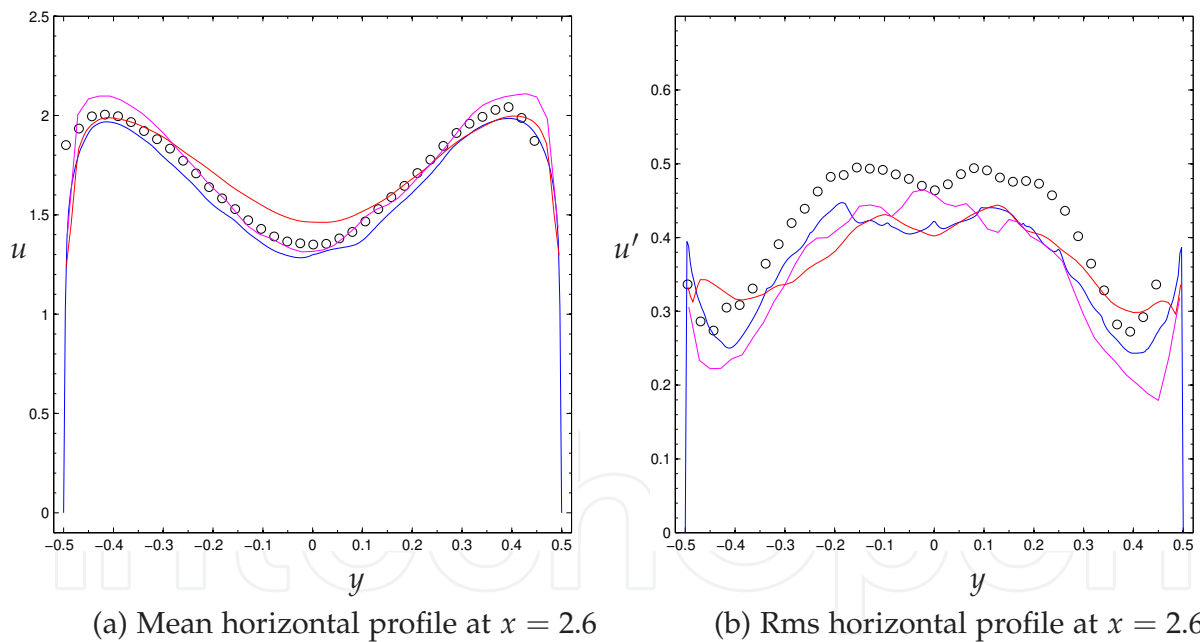 2.5
2
1.5
1
0.5
0
u
−0.5 −0.4 −0.3 −0.2 −0.1 0 0.1 0.2 0.3 0.4 0.5
y
(a) Mean horizontal profile at x = 2.6
0.6
0.5
0.4
0.3
0.2
0.1
0
u′
−0.5 −0.4 −0.3 −0.2 −0.1 0 0.1 0.2 0.3 0.4 0.5
y
(b) Rms horizontal profile at x = 2.6
intechopen